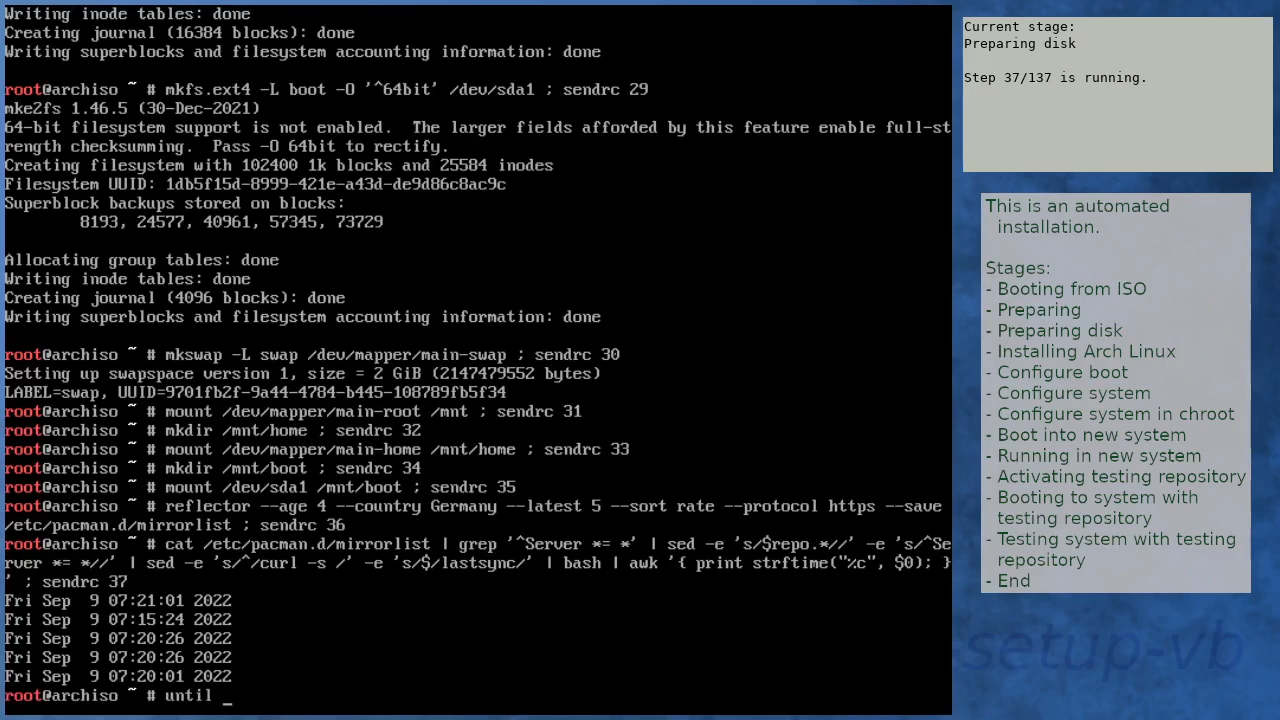 Writing inode tables: done
Creating journal (16384 blocks): done
Writing superblocks and filesystem accounting information: done

root@archiso ~ # mkfs.ext4 -L boot -O '^64bit' /dev/sda1 ; sendrc 29
mke2fs 1.46.5 (30-Dec-2021)
64-bit filesystem support is not enabled.  The larger fields afforded by this feature enable full-st
rength checksumming.  Pass -O 64bit to rectify.
Creating filesystem with 102400 1k blocks and 25584 inodes
Filesystem UUID: 1db5f15d-8999-421e-a43d-de9d86c8ac9c
Superblock backups stored on blocks:
        8193, 24577, 40961, 57345, 73729

Allocating group tables: done
Writing inode tables: done
Creating journal (4096 blocks): done
Writing superblocks and filesystem accounting information: done

root@archiso ~ # mkswap -L swap /dev/mapper/main-swap ; sendrc 30
Setting up swapspace version 1, size = 2 GiB (2147479552 bytes)
LABEL=swap, UUID=9701fb2f-9a44-4784-b445-108789fb5f34
root@archiso ~ # mount /dev/mapper/main-root /mnt ; sendrc 31
root@archiso ~ # mkdir /mnt/home ; sendrc 32
root@archiso ~ # mount /dev/mapper/main-home /mnt/home ; sendrc 33
root@archiso ~ # mkdir /mnt/boot ; sendrc 34
root@archiso ~ # mount /dev/sda1 /mnt/boot ; sendrc 35
root@archiso ~ # reflector --age 4 --country Germany --latest 5 --sort rate --protocol https --save
/etc/pacman.d/mirrorlist ; sendrc 36
root@archiso ~ # cat /etc/pacman.d/mirrorlist | grep '^Server *= *' | sed -e 's/$repo.*//' -e 's/^Se
rver *= *//' | sed -e 's/^/curl -s /' -e 's/$/lastsync/' | bash | awk '{ print strftime("%c", $0); }
' ; sendrc 37
Fri Sep  9 07:21:01 2022
Fri Sep  9 07:15:24 2022
Fri Sep  9 07:20:26 2022
Fri Sep  9 07:20:26 2022
Fri Sep  9 07:20:01 2022
root@archiso ~ # until _
Current stage:
Preparing disk

Step 37/137 is running.
This is an automated
installation.

Stages:
- Booting from ISO
- Preparing
- Preparing disk
- Installing Arch Linux
- Configure boot
- Configure system
- Configure system in chroot
- Boot into new system
- Running in new system
- Activating testing repository
- Booting to system with
testing repository
- Testing system with testing
repository
- End
-setup-vb